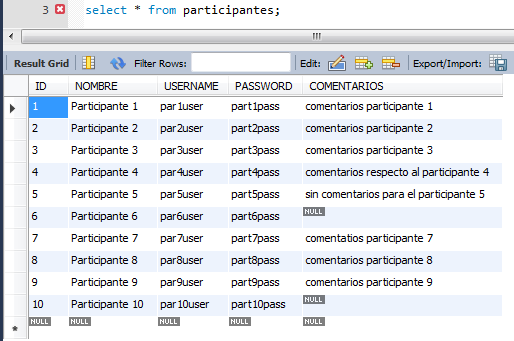 3 select * from participantes;
Result Grid Filter Rows: Edit: Export/Import:
ID NOMBRE USERNAME PASSWORD COMENTARIOS
1 Participante 1 par1user part1pass comentarios participante 1
2 Participante 2 par2user part2pass comentarios participante 2
3 Participante 3 par3user part3pass comentarios participante 3
4 Participante 4 par4user part4pass comentarios respecto al participante 4
5 Participante 5 par5user part5pass sin comentarios para el participante 5
6 Participante 6 par6user part6pass NULL
7 Participante 7 par7user part7pass comentatios participante 7
8 Participante 8 par8user part8pass comentarios participante 8
9 Participante 9 par9user part9pass comentarios participante 9
10 Participante 10 par10user part10pass NULL
NULL NULL NULL NULL NULL